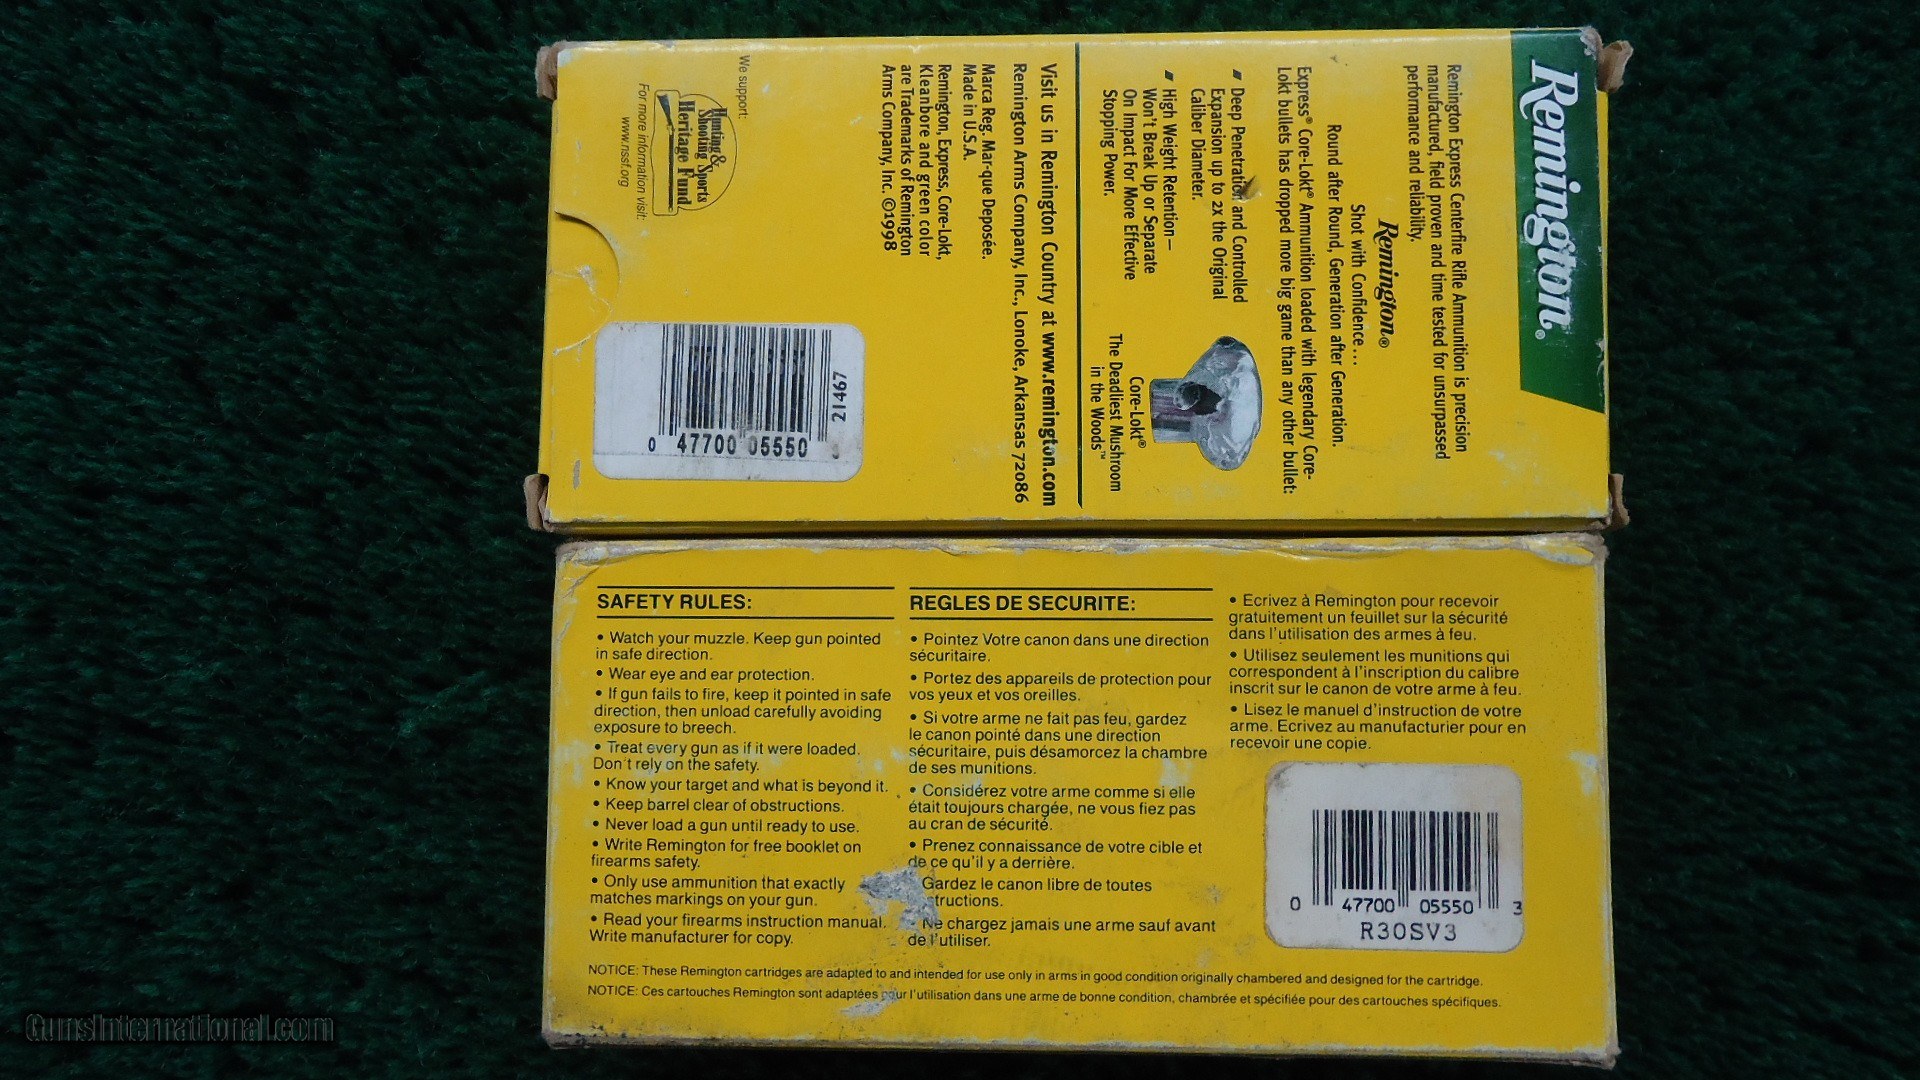 Remington®
Remington Express Centerfire Rifle Ammunition is precision
manufactured, field proven and time tested for unsurpassed
performance and reliability.
Remington®
Shot with Confidence ...
Round after Round, Generation after Generation.
Express® Core-Lokt® Ammunition loaded with legendary Core-
Lokt bullets has dropped more big game than any other bullet:
Deep Penetration and Controlled
Expansion up to 2x the Original
Caliber Diameter.
High Weight Retention—
Won't Break Up or Separate
On Impact For More Effective
Stopping Power.
Core-Lokt®
The Deadliest Mushroom
in the Woods™
Visit us in Remington Country at www.remington.com
Remington Arms Company, Inc., Lonoke, Arkansas 72086
Marca Reg. Mar-que Deposée.
Made in U.S.A.
Remington, Express, Core-Lokt,
Kleanbore and green color
are Trademarks of Remington
Arms Company, Inc. ©1998
We support:
Hunting &
Shooting Sports
Heritage Fund
For more information visit:
www.nssf.org
21467
0 47700 05550 3
SAFETY RULES:
• Watch your muzzle. Keep gun pointed
in safe direction.
• Wear eye and ear protection.
• If gun fails to fire, keep it pointed in safe
direction, then unload carefully avoiding
exposure to breech.
• Treat every gun as if it were loaded.
Don't rely on the safety.
• Know your target and what is beyond it.
• Keep barrel clear of obstructions.
• Never load a gun until ready to use.
• Write Remington for free booklet on
firearms safety.
• Only use ammunition that exactly
matches markings on your gun.
• Read your firearms instruction manual.
Write manufacturer for copy.
REGLES DE SECURITE:
• Pointez Votre canon dans une direction
sécuritaire.
• Portez des appareils de protection pour
vos yeux et vos oreilles.
• Si votre arme ne fait pas feu, gardez
le canon pointé dans une direction
sécuritaire, puis désamorcez la chambre
de ses munitions.
• Considérez votre arme comme si elle
était toujours chargée, ne vous fiez pas
au cran de sécurité.
• Prenez connaissance de votre cible et
de ce qu'il y a derrière.
Gardez le canon libre de toutes
structions.
• Ne chargez jamais une arme sauf avant
de l'utiliser.
• Ecrivez à Remington pour recevoir
gratuitement un feuillet sur la sécurité
dans l'utilisation des armes à feu.
• Utilisez seulement les munitions qui
correspondent à l'inscription du calibre
inscrit sur le canon de votre arme à feu.
• Lisez le manuel d'instruction de votre
arme. Ecrivez au manufacturier pour en
recevoir une copie.
0 47700 05550 3
R30SV3
NOTICE: These Remington cartridges are adapted to and intended for use only in arms in good condition originally chambered and designed for the cartridge.
NOTICE: Ces cartouches Remington sont adaptées pour l'utilisation dans une arme de bonne condition, chambrée et spécifiée pour des cartouches spécifiques.
GunsInternational.com